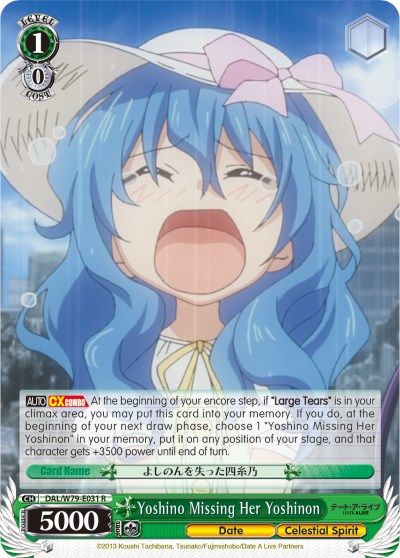 LEVEL
1
0
COST
AUTO CX COMBO At the beginning of your encore step, if "Large Tears" is in your
climax area, you may put this card into your memory. If you do, at the
beginning of your next draw phase, choose 1 "Yoshino Missing Her
Yoshinon" in your memory, put it on any position of your stage, and that
character gets +3500 power until end of turn.
Card Name よしのんを失った四糸乃
CD DAL/W79-E031 R
POWER 5000 Yoshino Missing Her Yoshinon デート・ア・ライブ
DATE A LIVE
Date Celestial Spirit
©2013 Koushi Tachibana, Tsunako/Fujimishobo/Date A Live Partners